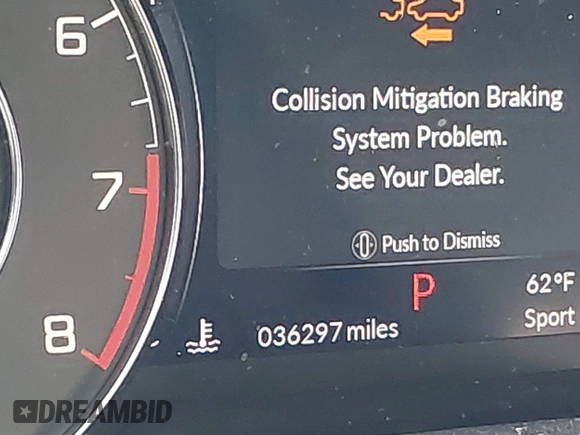 6
7
8
Collision Mitigation Braking
System Problem.
See Your Dealer.
Push to Dismiss
P
62°F
036297 miles
Sport
DREAMBID